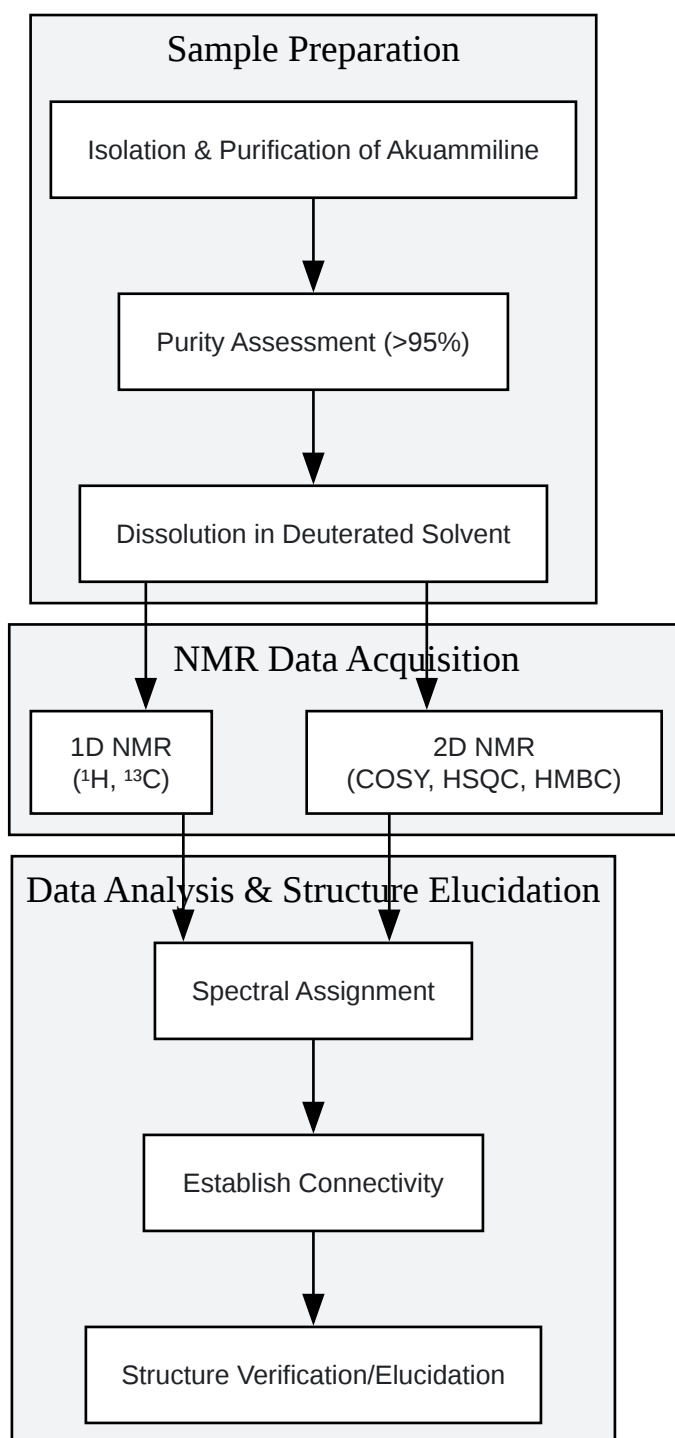 Sample Preparation
Isolation & Purification of Akuammiline
Purity Assessment (>95%)
Dissolution in Deuterated Solvent
NMR Data Acquisition
1D NMR
(¹H, ¹³C)
2D NMR
(COSY, HSQC, HMBC)
Data Analysis & Structure Elucidation
Spectral Assignment
Establish Connectivity
Structure Verification/Elucidation